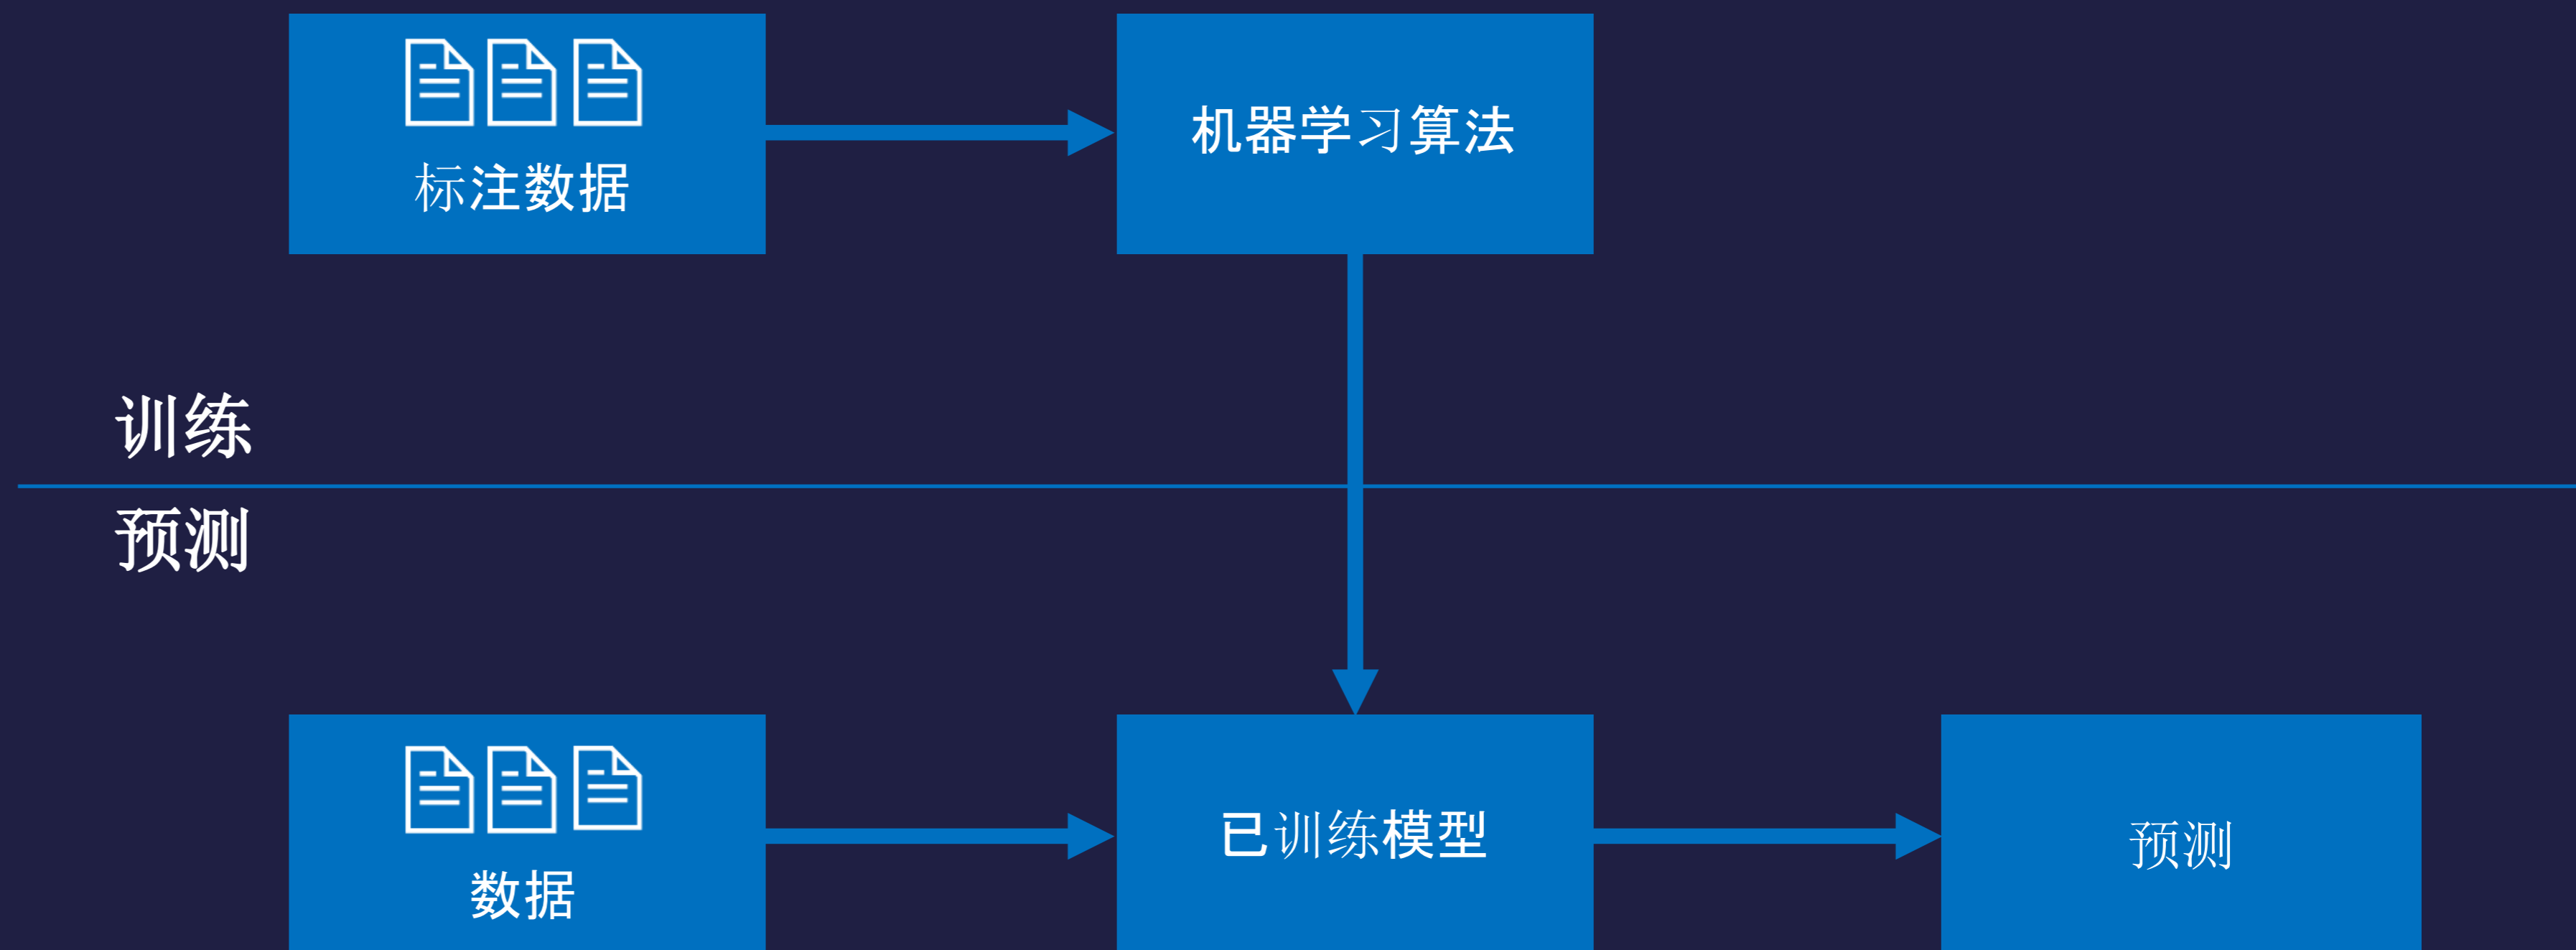 标注数据
机器学习算法
训练
预测
数据
已训练模型
预测